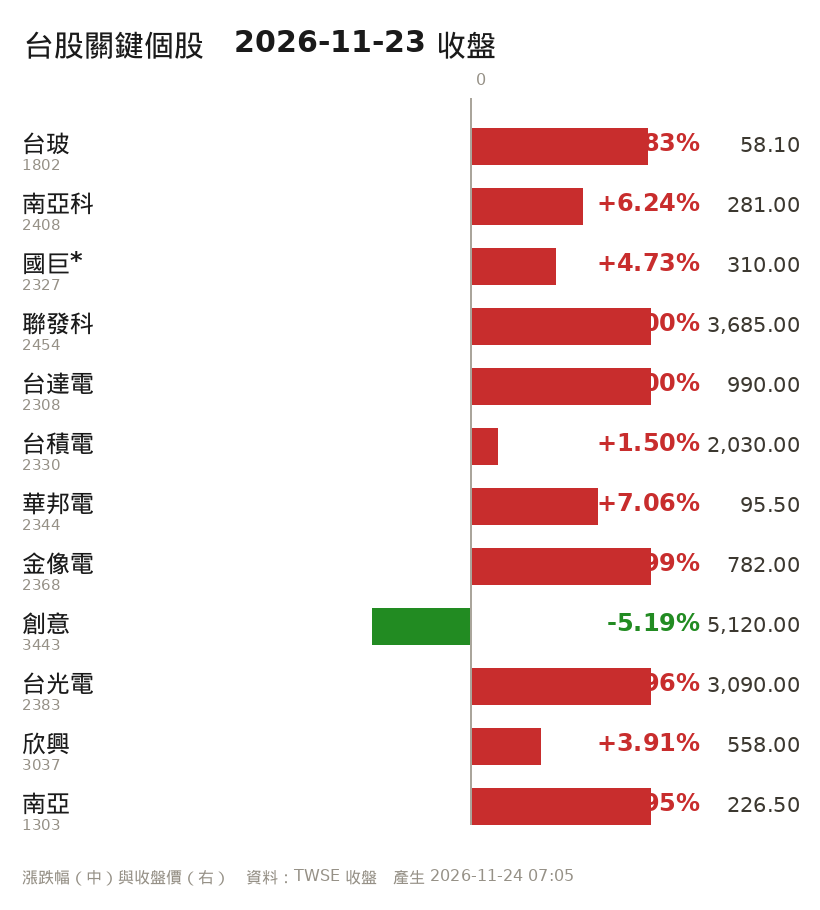 台股關鍵個股 2026-11-23 收盤
0
台玻 83% 58.10
1802
南亞科 +6.24% 281.00
2408
國巨* +4.73% 310.00
2327
聯發科 00% 3,685.00
2454
台達電 00% 990.00
2308
台積電 +1.50% 2,030.00
2330
華邦電 +7.06% 95.50
2344
金像電 99% 782.00
2368
創意 -5.19% 5,120.00
3443
台光電 96% 3,090.00
2383
欣興 +3.91% 558.00
3037
南亞 95% 226.50
1303
漲跌幅（中）與收盤價（右） 資料：TWSE 收盤 產生 2026-11-24 07:05